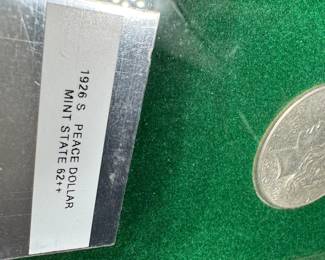 1926 S PEACE DOLLAR
MINT STATE 62++